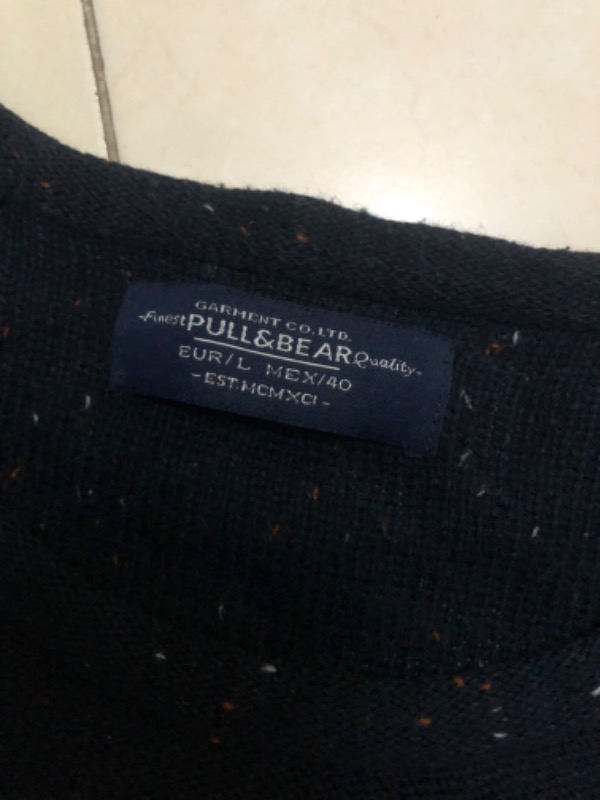 GARMENT CO.LTD.
-Finest PULL&BEAR Quality-
EUR/L MEX/40
-EST.MCMXCI-